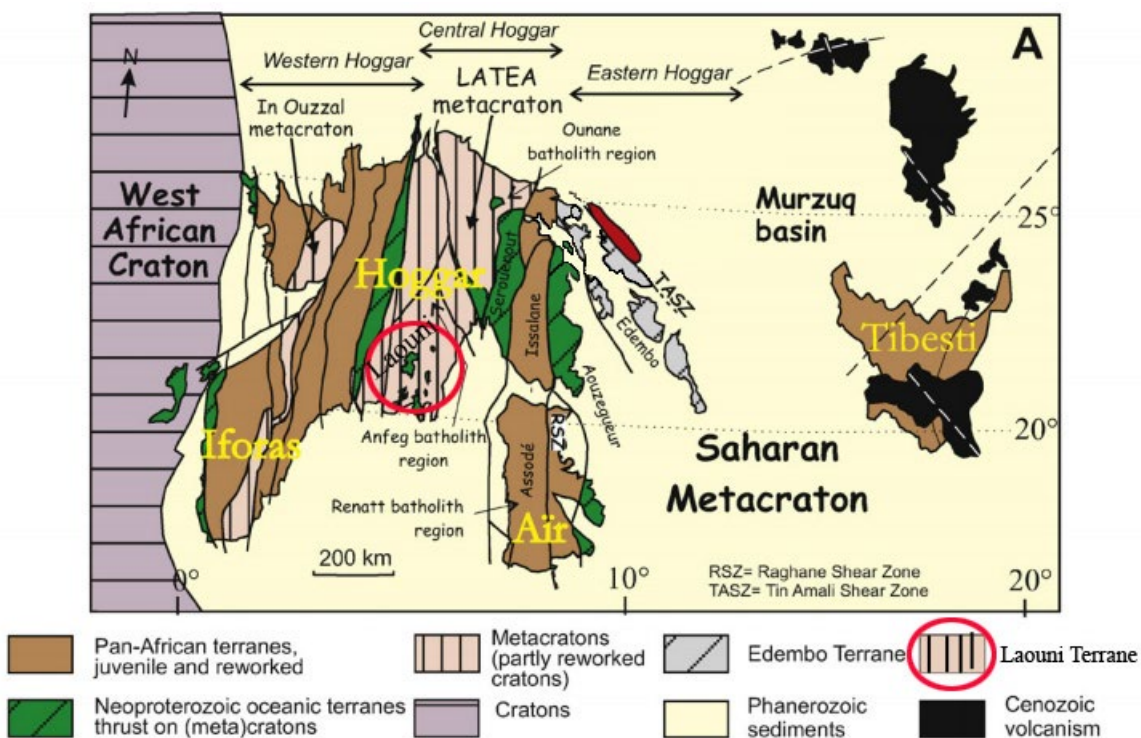 A
N
Central Hoggar
Western Hoggar
Eastern Hoggar
LATEA
metacraton
In Ouzzal
metacraton
Ounane
batholith region
West
African
Craton
Murzuq
basin
25°
Hoggar
Serouenout
TASZ
Issalane
Edembo
Laouni
Tibesti
Aouzegueur
20°
Iforas
Anfeg batholith
region
RSZ
Saharan
Metacraton
Assodé
Renatt batholith
region
Aïr
200 km
RSZ= Raghane Shear Zone
TASZ= Tin Amali Shear Zone
0°
10°
20°
Pan-African terranes,
juvenile and reworked
Metacratons
(partly reworked
cratons)
Edembo Terrane
Laouni Terrane
Neoproterozoic oceanic terranes
thrust on (meta)cratons
Cratons
Phanerozoic
sediments
Cenozoic
volcanism